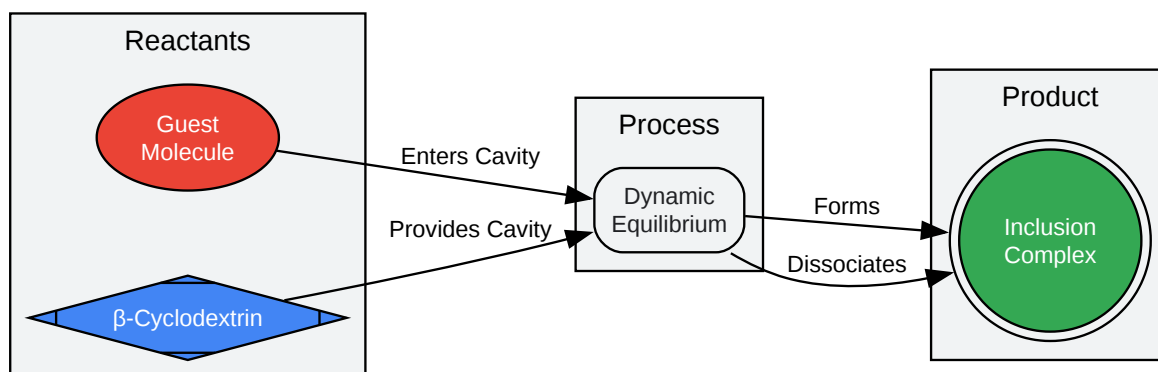 Reactants
Guest
Molecule
β-Cyclodextrin
Enters Cavity
Provides Cavity
Process
Dynamic
Equilibrium
Forms
Dissociates
Product
Inclusion
Complex